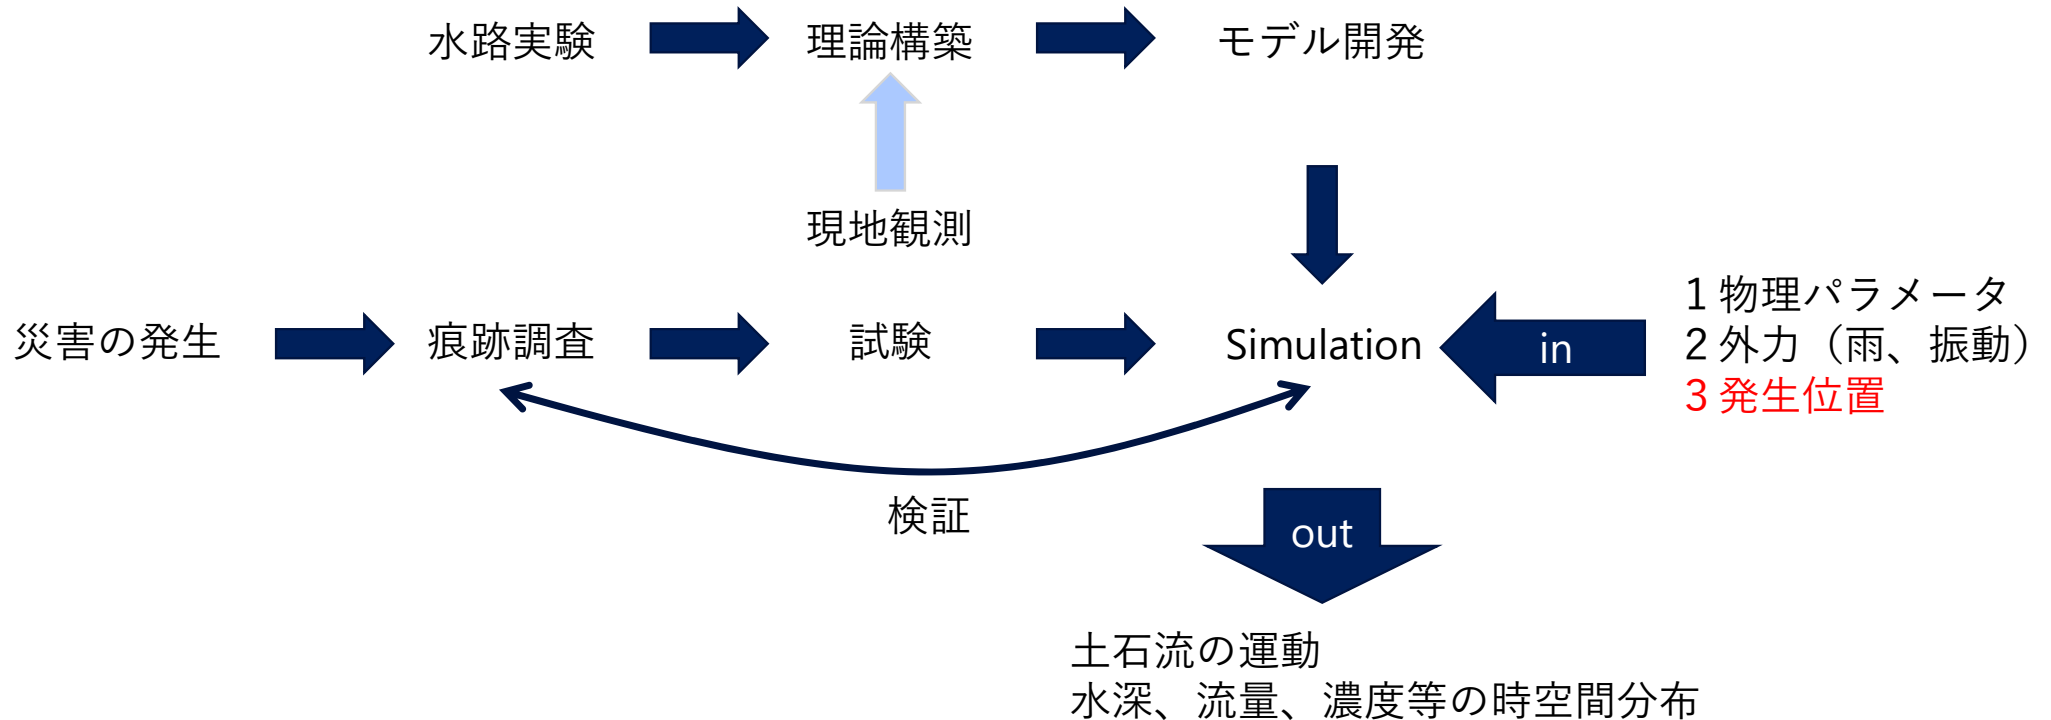 水路実験
理論構築
モデル開発
現地観測
災害の発生
痕跡調査
試験
Simulation
in
1 物理パラメータ
2 外力（雨、振動）
3 発生位置
検証
out
土石流の運動
水深、流量、濃度等の時空間分布